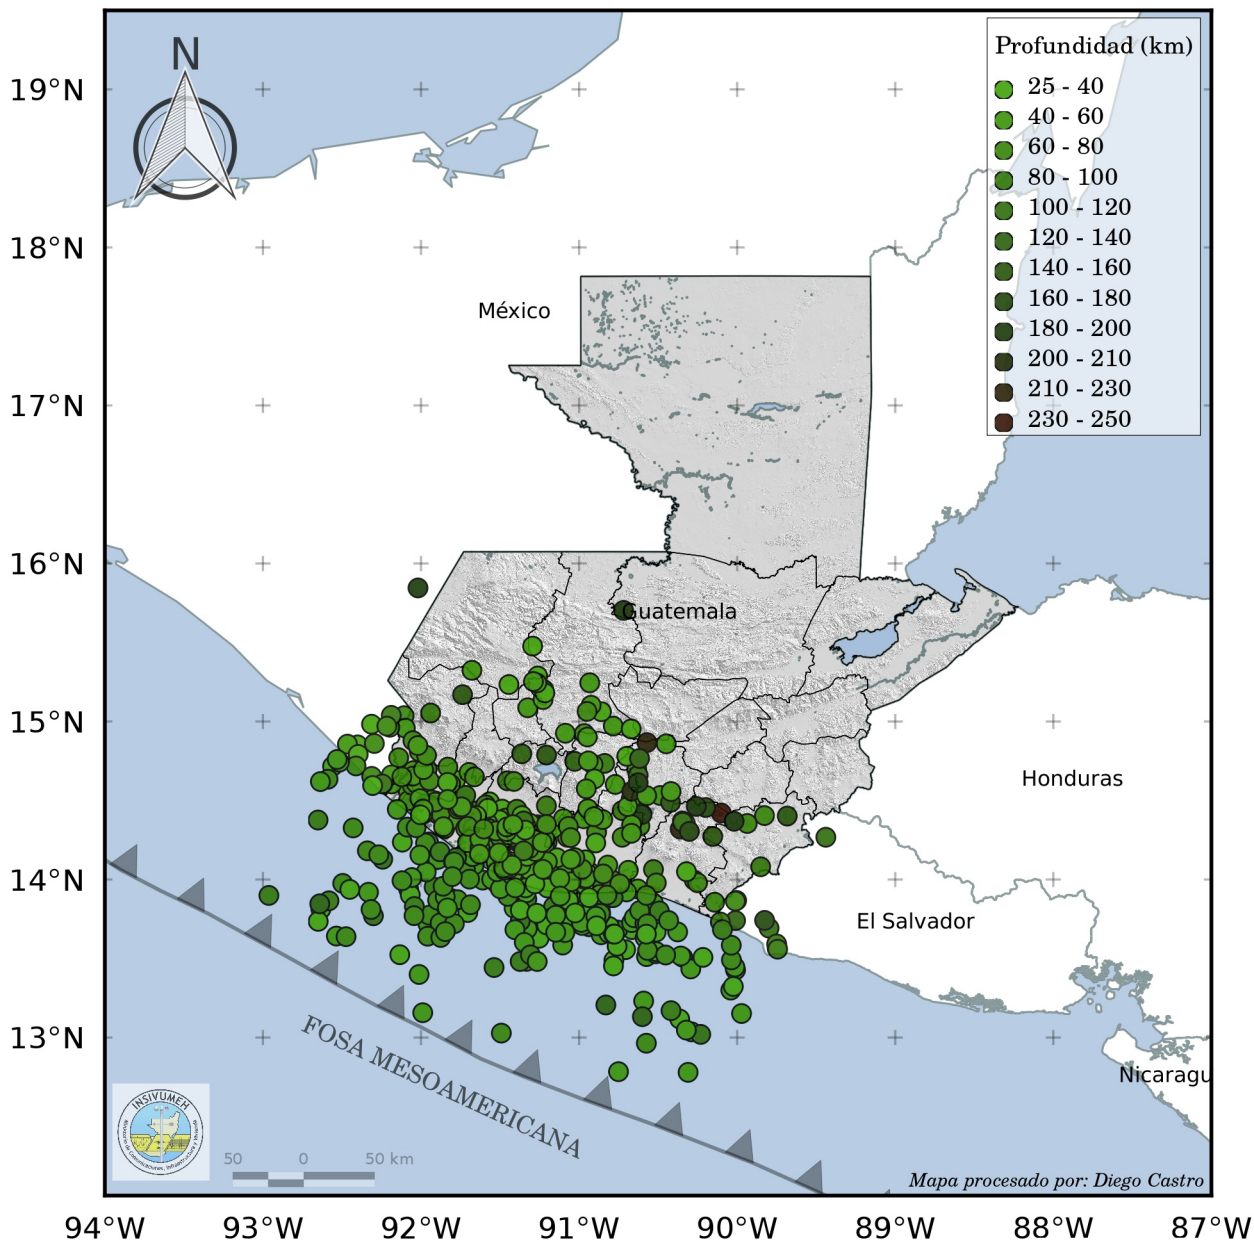 N
Profundidad (km)
25 - 40
40 - 60
60 - 80
80 - 100
100 - 120
120 - 140
140 - 160
160 - 180
180 - 200
200 - 210
210 - 230
230 - 250
19°N
18°N
17°N
16°N
15°N
14°N
13°N
México
Guatemala
Honduras
El Salvador
Nicaragu
FOSA MESOAMERICANA
INSIVUMEH
50 0 50 km
Mapa procesado por: Diego Castro
94°W 93°W 92°W 91°W 90°W 89°W 88°W 87°W